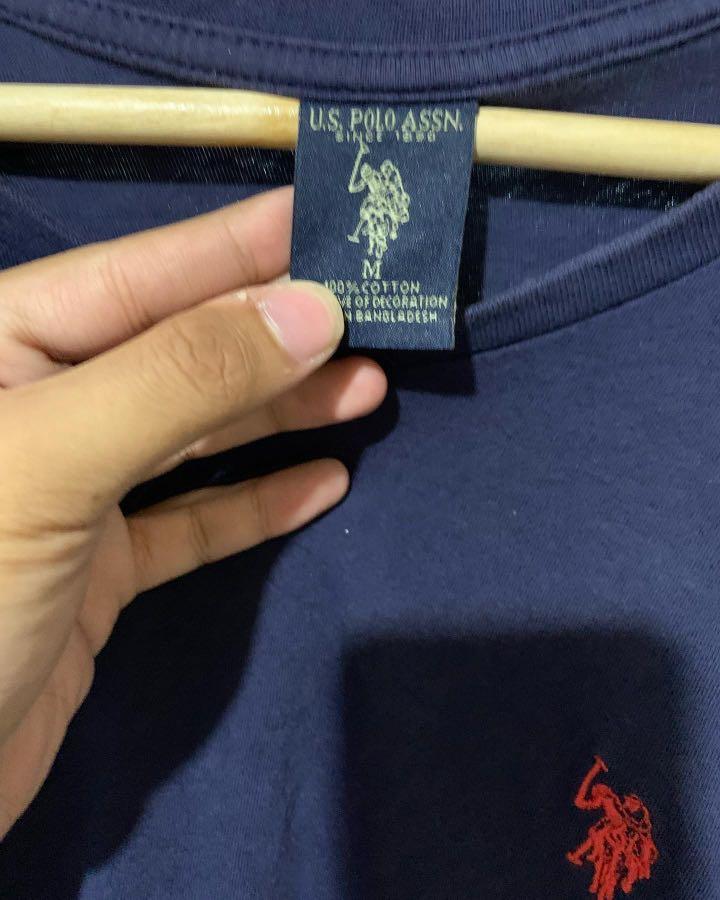 U.S. POLO ASSN.
SINCE 1890
M
100% COTTON
OF DECORATION
BANGLADESH